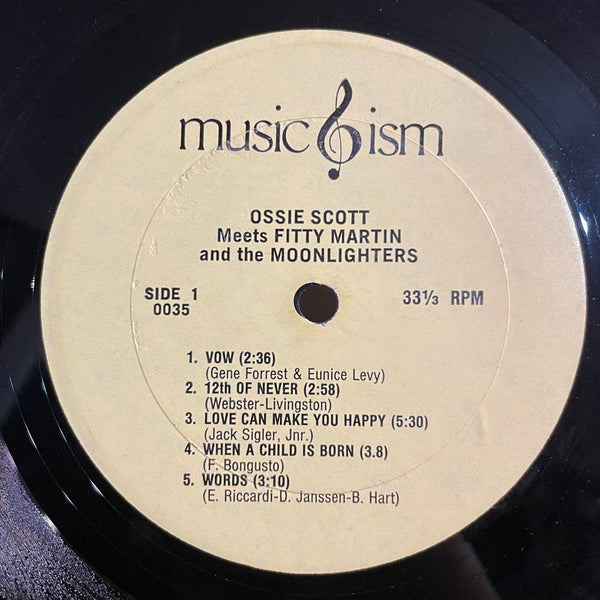 music ism
OSSIE SCOTT
Meets FITTY MARTIN
and the MOONLIGHTERS
SIDE 1
0035
33⅓ RPM
1. VOW (2:36)
(Gene Forrest & Eunice Levy)
2. 12th OF NEVER (2:58)
(Webster-Livingston)
3. LOVE CAN MAKE YOU HAPPY (5:30)
(Jack Sigler, Jnr.)
4. WHEN A CHILD IS BORN (3.8)
(F. Bongusto)
5. WORDS (3:10)
(E. Riccardi-D. Janssen-B. Hart)